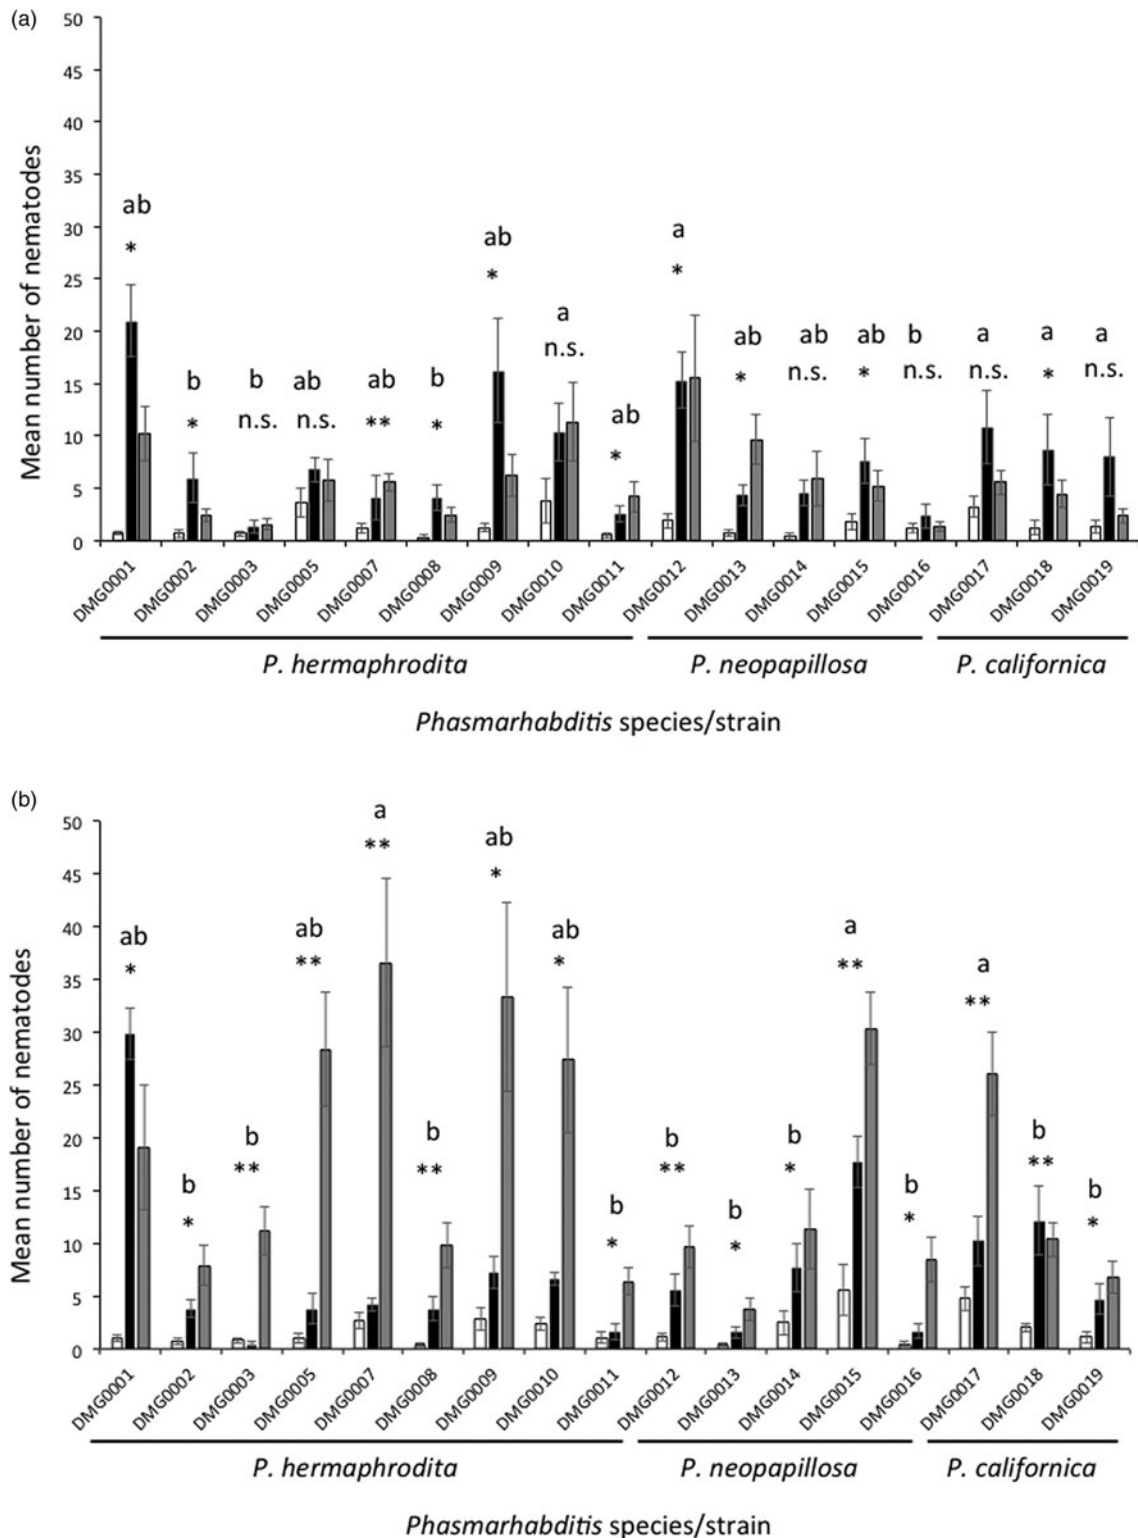 (a)
Mean number of nematodes
50
45
40
35
30
25
20
15
10
5
0
ab
*
b
*
b
n.s.
ab
n.s.
ab
**
b
*
ab
*
a
n.s.
ab
*
a
*
ab
*
ab
n.s.
ab
*
b
n.s.
a
n.s.
a
*
a
n.s.
DMG0001
DMG0002
DMG0003
DMG0005
DMG0007
DMG0008
DMG0009
DMG0010
DMG0011
DMG0012
DMG0013
DMG0014
DMG0015
DMG0016
DMG0017
DMG0018
DMG0019
P. hermaphrodita
P. neopapillosa
P. californica
Phasmarhabditis species/strain
(b)
Mean number of nematodes
50
45
40
35
30
25
20
15
10
5
0
ab
*
b
*
b
**
ab
**
a
**
b
**
ab
*
ab
*
b
*
b
**
b
*
b
*
a
**
b
*
a
**
b
**
b
*
DMG0001
DMG0002
DMG0003
DMG0005
DMG0007
DMG0008
DMG0009
DMG0010
DMG0011
DMG0012
DMG0013
DMG0014
DMG0015
DMG0016
DMG0017
DMG0018
DMG0019
P. hermaphrodita
P. neopapillosa
P. californica
Phasmarhabditis species/strain